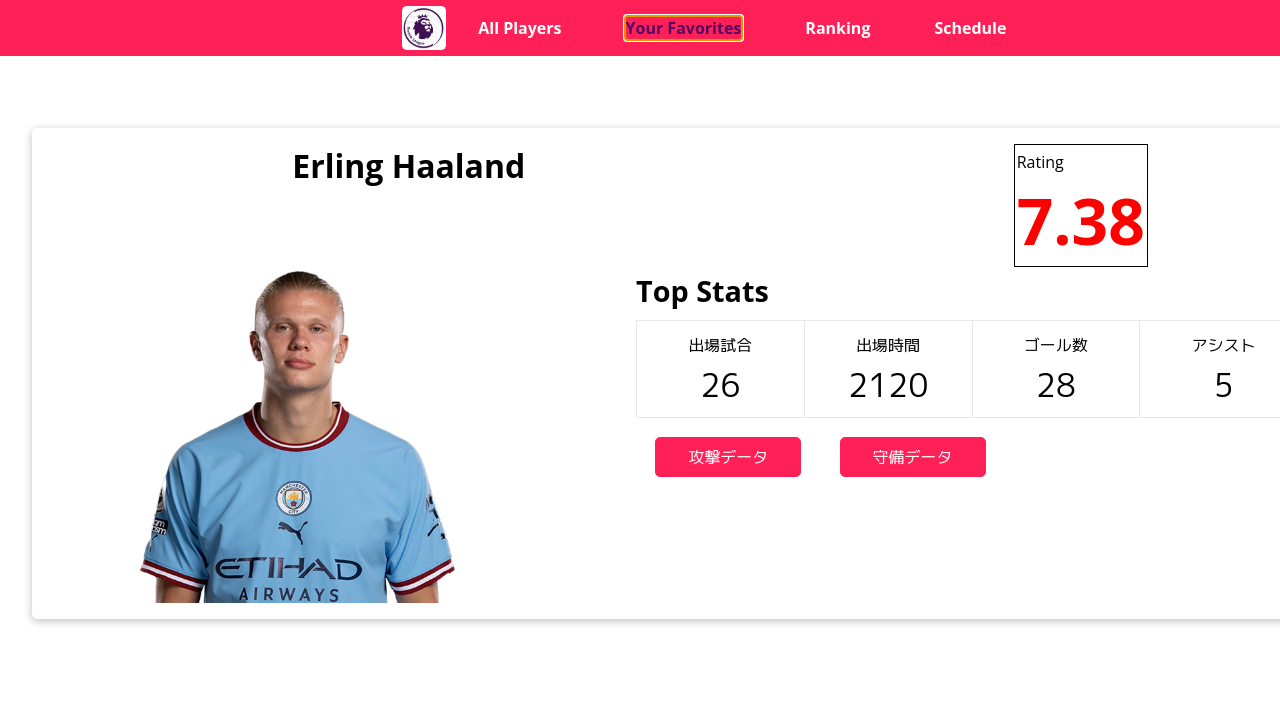 All Players
Your Favorites
Ranking
Schedule
Erling Haaland
Rating
7.38
Top Stats
出場試合
出場時間
ゴール数
アシスト
26
2120
28
5
攻撃データ
守備データ
MANCHESTER
CITY
ETIHAD
AIRWAYS